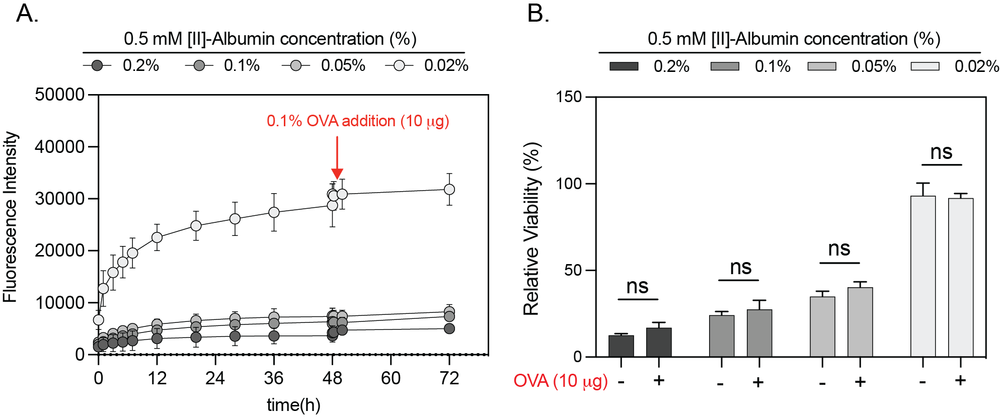 A.
0.5 mM [II]-Albumin concentration (%)
0.2% 0.1% 0.05% 0.02%
50000
40000
30000
20000
10000
0
Fluorescence Intensity
0.1% OVA addition (10 μg)
0 12 24 36 48 60 72
time(h)
B.
0.5 mM [II]-Albumin concentration (%)
0.2% 0.1% 0.05% 0.02%
150
100
50
0
Relative Viability (%)
ns ns ns ns
OVA (10 μg) - + - + - + - +